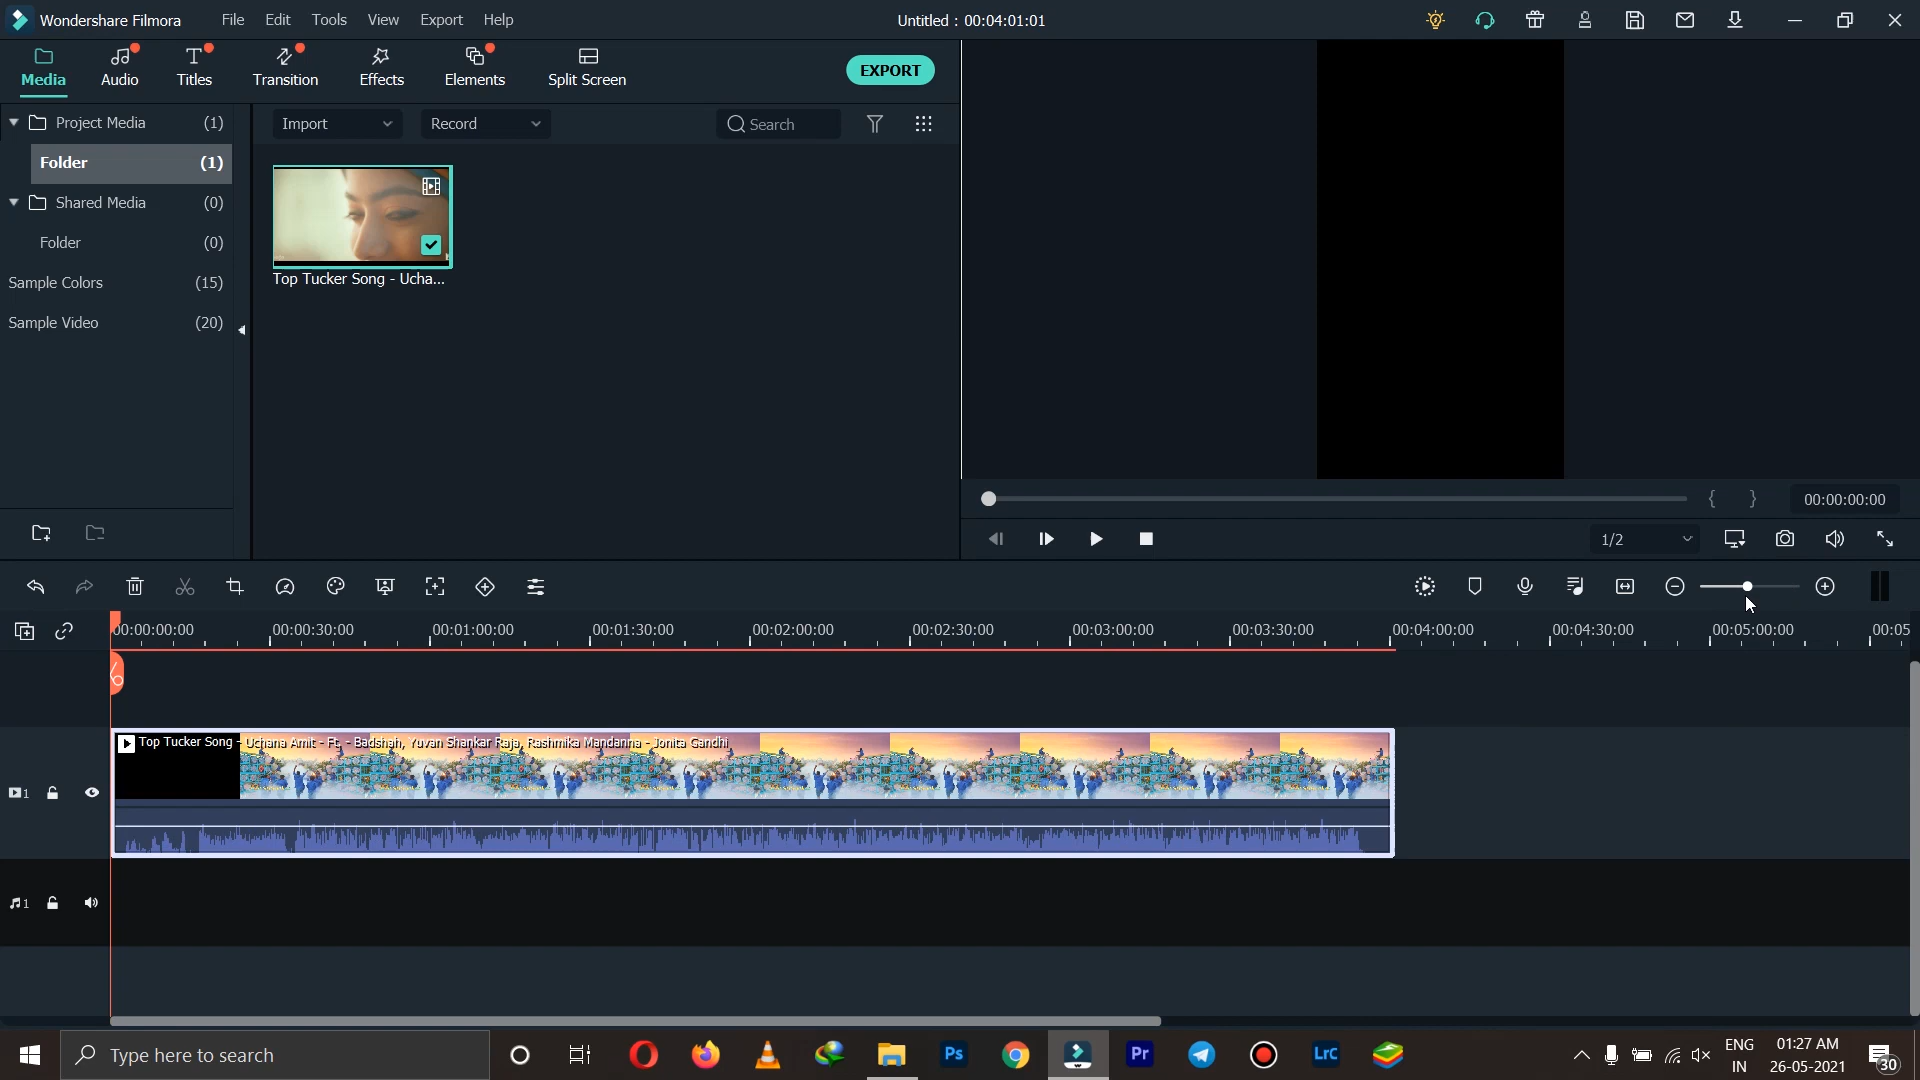 Wondershare Filmora File Edit Tools View Export Help Untitled : 00:04:01:01
Media Audio Titles Transition Effects Elements Split Screen EXPORT
Project Media (1)
Import Record Search
Folder (1)
Shared Media (0)
Folder (0)
Sample Colors (15)
Sample Video (20)
Top Tucker Song - Ucha...
{ } 00:00:00:00
1/2
00:00:00:00 00:00:30:00 00:01:00:00 00:01:30:00 00:02:00:00 00:02:30:00 00:03:00:00 00:03:30:00 00:04:00:00 00:04:30:00 00:05:00:00 00:05
Top Tucker Song - Uchana Amit - Ft. - Badshah, Yuvan Shankar Raja, Rashmika Mandanna - Jonita Gandhi
1
1
Type here to search
Ps Pr LrC
ENG
IN
01:27 AM
26-05-2021
30